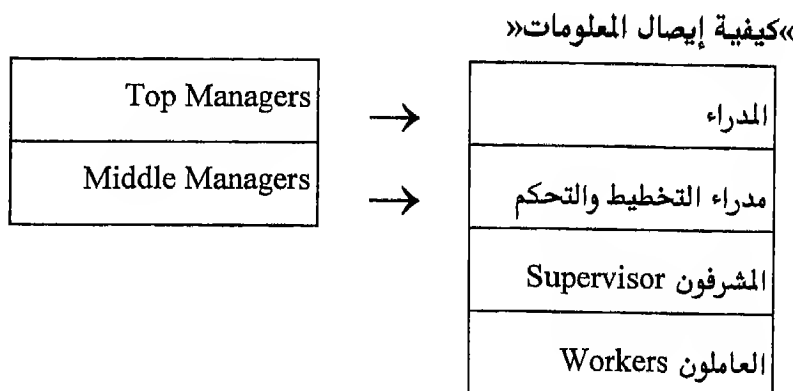 »كيفية إيصال المعلومات«
Top Managers → المدراء
Middle Managers → مدراء التخطيط والتحكم
المشرفون Supervisor
العاملون Workers